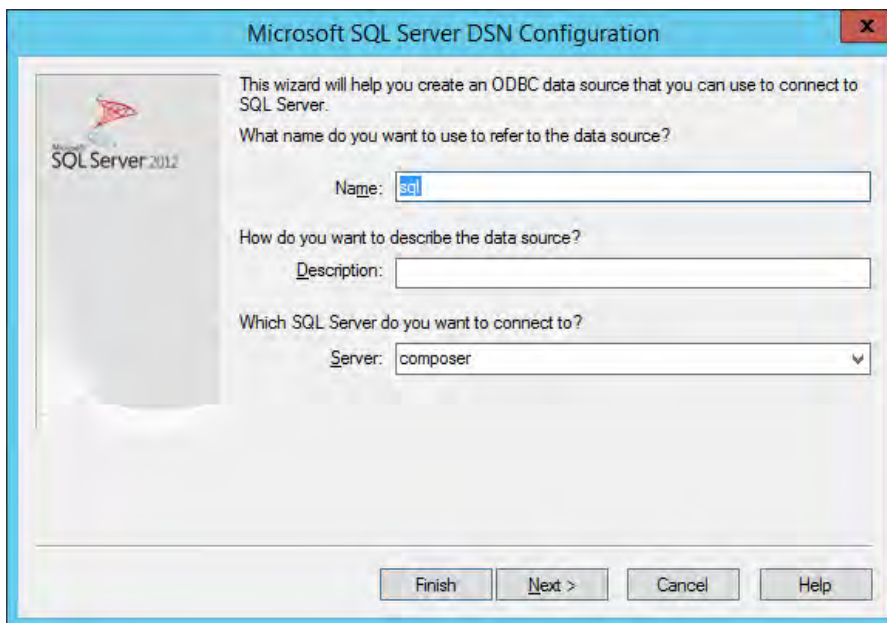 Microsoft SQL Server DSN Configuration
x
This wizard will help you create an ODBC data source that you can use to connect to
SQL Server.
What name do you want to use to refer to the data source?
Microsoft
SQL Server 2012
Name: sql
How do you want to describe the data source?
Description:
Which SQL Server do you want to connect to?
Server: composer
Finish
Next >
Cancel
Help